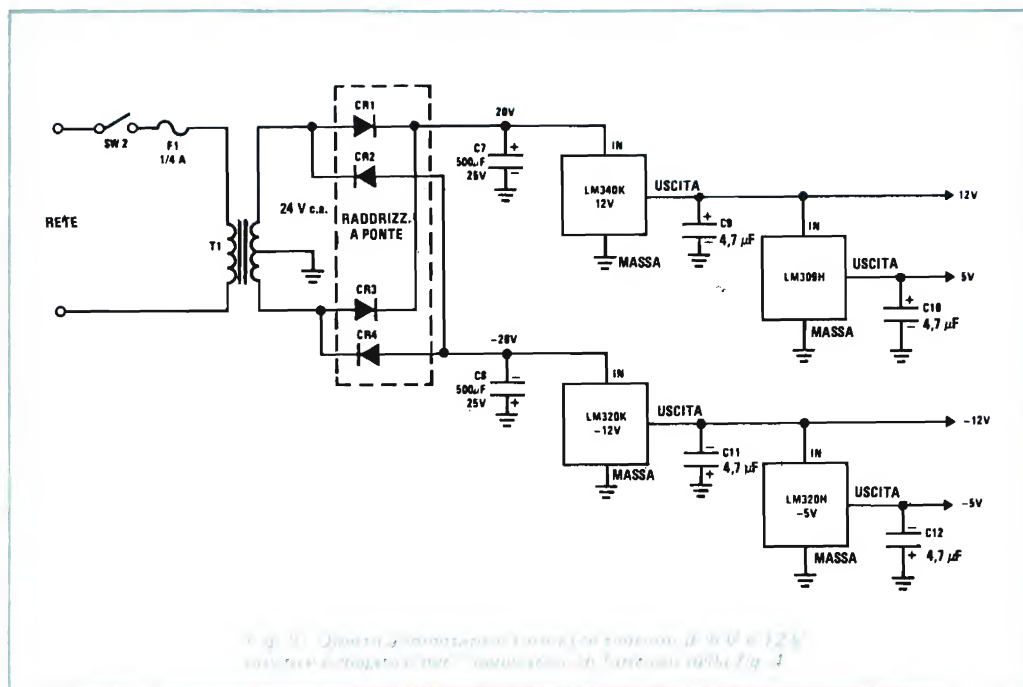 RETE
SW 2
F1
1/4 A
T1
24 V c.a.
CR1
CR2
RADDRIZZ.
A PONTE
CR3
CR4
20V
C7
500µF
25V
+
−
IN
LM340K
12V
USCITA
MASSA
+
−
C9
4,7 µF
12V
IN
LM309H
USCITA
MASSA
5V
+
−
C10
4,7 µF
-20V
C8
500µF
25V
−
+
IN
LM320K
-12V
USCITA
MASSA
−
+
C11
4,7 µF
-12V
IN
LM320H
-5V
USCITA
MASSA
-5V
−
+
C12
4,7 µF